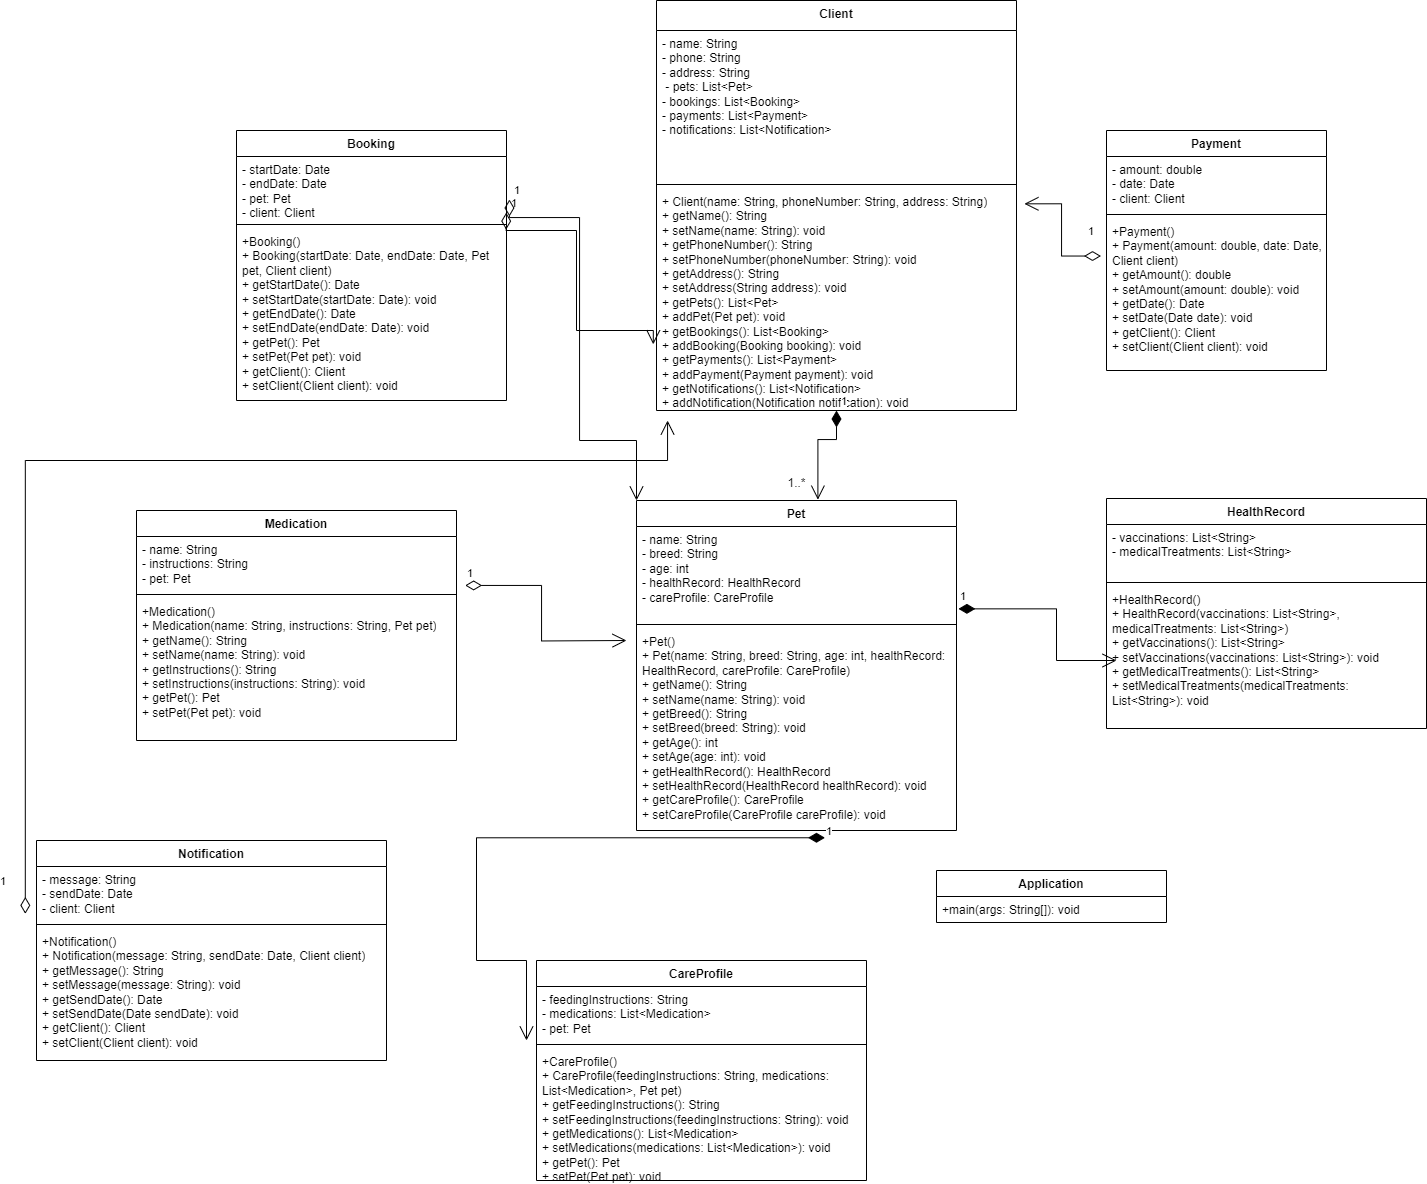 Client
- name: String
- phone: String
- address: String
- pets: List<Pet>
- bookings: List<Booking>
- payments: List<Payment>
- notifications: List<Notification>
+ Client(name: String, phoneNumber: String, address: String)
+ getName(): String
+ setName(name: String): void
+ getPhoneNumber(): String
+ setPhoneNumber(phoneNumber: String): void
+ getAddress(): String
+ setAddress(String address): void
+ getPets(): List<Pet>
+ addPet(Pet pet): void
+ getBookings(): List<Booking>
+ addBooking(Booking booking): void
+ getPayments(): List<Payment>
+ addPayment(Payment payment): void
+ getNotifications(): List<Notification>
+ addNotification(Notification notification): void
1
1..*
Booking
- startDate: Date
- endDate: Date
- pet: Pet
- client: Client
+Booking()
+ Booking(startDate: Date, endDate: Date, Pet
pet, Client client)
+ getStartDate(): Date
+ setStartDate(startDate: Date): void
+ getEndDate(): Date
+ setEndDate(endDate: Date): void
+ getPet(): Pet
+ setPet(Pet pet): void
+ getClient(): Client
+ setClient(Client client): void
1
1
Payment
- amount: double
- date: Date
- client: Client
+Payment()
+ Payment(amount: double, date: Date,
Client client)
+ getAmount(): double
+ setAmount(amount: double): void
+ getDate(): Date
+ setDate(Date date): void
+ getClient(): Client
+ setClient(Client client): void
1
Medication
- name: String
- instructions: String
- pet: Pet
+Medication()
+ Medication(name: String, instructions: String, Pet pet)
+ getName(): String
+ setName(name: String): void
+ getInstructions(): String
+ setInstructions(instructions: String): void
+ getPet(): Pet
+ setPet(Pet pet): void
1
Pet
- name: String
- breed: String
- age: int
- healthRecord: HealthRecord
- careProfile: CareProfile
+Pet()
+ Pet(name: String, breed: String, age: int, healthRecord:
HealthRecord, careProfile: CareProfile)
+ getName(): String
+ setName(name: String): void
+ getBreed(): String
+ setBreed(breed: String): void
+ getAge(): int
+ setAge(age: int): void
+ getHealthRecord(): HealthRecord
+ setHealthRecord(HealthRecord healthRecord): void
+ getCareProfile(): CareProfile
+ setCareProfile(CareProfile careProfile): void
1
1
HealthRecord
- vaccinations: List<String>
- medicalTreatments: List<String>
+HealthRecord()
+ HealthRecord(vaccinations: List<String>,
medicalTreatments: List<String>)
+ getVaccinations(): List<String>
+ setVaccinations(vaccinations: List<String>): void
+ getMedicalTreatments(): List<String>
+ setMedicalTreatments(medicalTreatments:
List<String>): void
Notification
- message: String
- sendDate: Date
- client: Client
+Notification()
+ Notification(message: String, sendDate: Date, Client client)
+ getMessage(): String
+ setMessage(message: String): void
+ getSendDate(): Date
+ setSendDate(Date sendDate): void
+ getClient(): Client
+ setClient(Client client): void
1
Application
+main(args: String[]): void
CareProfile
- feedingInstructions: String
- medications: List<Medication>
- pet: Pet
+CareProfile()
+ CareProfile(feedingInstructions: String, medications:
List<Medication>, Pet pet)
+ getFeedingInstructions(): String
+ setFeedingInstructions(feedingInstructions: String): void
+ getMedications(): List<Medication>
+ setMedications(medications: List<Medication>): void
+ getPet(): Pet
+ setPet(Pet pet): void